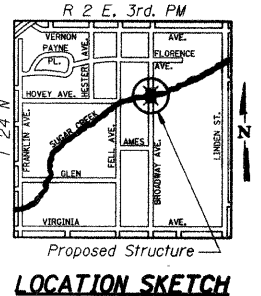 R 2 E, 3rd. PM
VERNON AVE.
PAYNE PL.
HESTER AVE.
FLORENCE AVE.
HOVEY AVE.
T 24 N
FRANKLIN AVE.
SUGAR CREEK
FELL AVE.
AMES
BROADWAY AVE.
LINDEN ST.
N
GLEN
VIRGINIA AVE.
Proposed Structure
LOCATION SKETCH